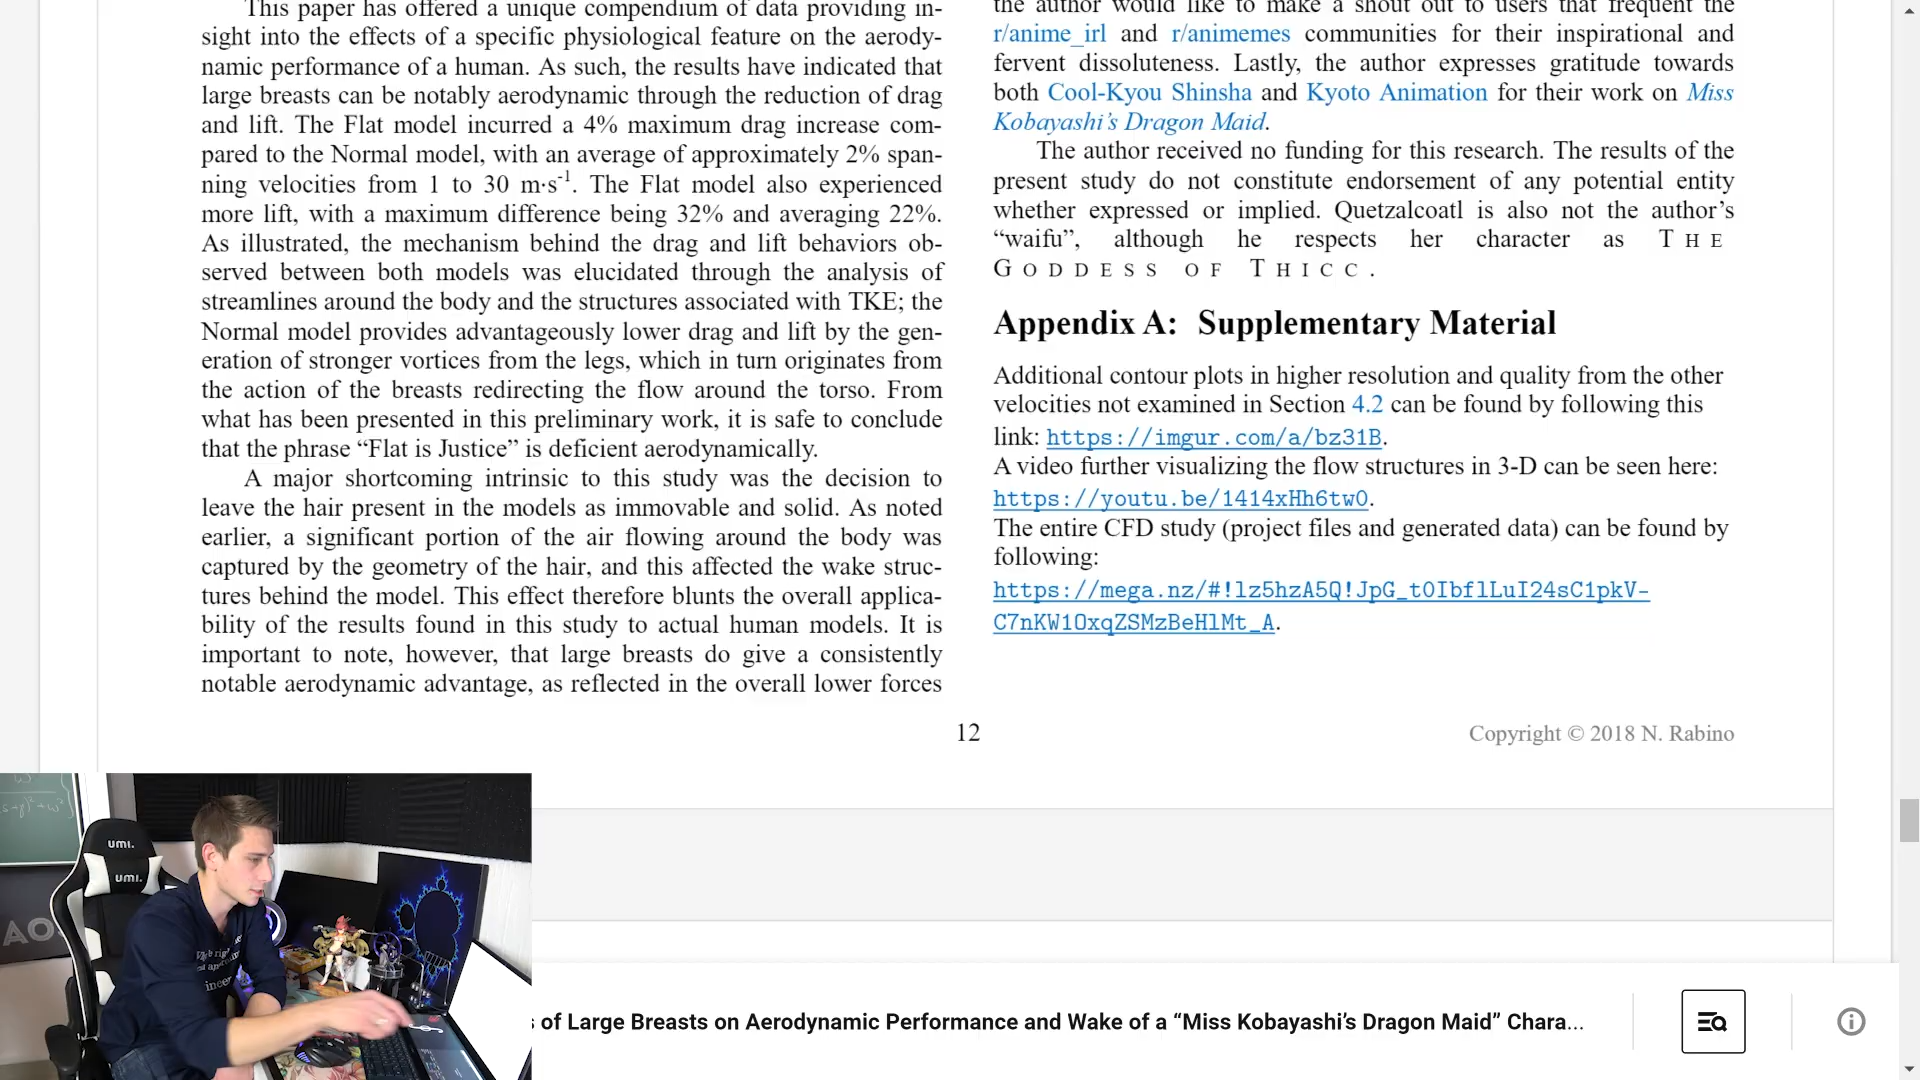 This paper has offered a unique compendium of data providing in-
sight into the effects of a specific physiological feature on the aerody-
namic performance of a human. As such, the results have indicated that
large breasts can be notably aerodynamic through the reduction of drag
and lift. The Flat model incurred a 4% maximum drag increase com-
pared to the Normal model, with an average of approximately 2% span-
ning velocities from 1 to 30 m·s⁻¹. The Flat model also experienced
more lift, with a maximum difference being 32% and averaging 22%.
As illustrated, the mechanism behind the drag and lift behaviors ob-
served between both models was elucidated through the analysis of
streamlines around the body and the structures associated with TKE; the
Normal model provides advantageously lower drag and lift by the gen-
eration of stronger vortices from the legs, which in turn originates from
the action of the breasts redirecting the flow around the torso. From
what has been presented in this preliminary work, it is safe to conclude
that the phrase “Flat is Justice” is deficient aerodynamically.
A major shortcoming intrinsic to this study was the decision to
leave the hair present in the models as immovable and solid. As noted
earlier, a significant portion of the air flowing around the body was
captured by the geometry of the hair, and this affected the wake struc-
tures behind the model. This effect therefore blunts the overall applica-
bility of the results found in this study to actual human models. It is
important to note, however, that large breasts do give a consistently
notable aerodynamic advantage, as reflected in the overall lower forces
the author would like to make a shout out to users that frequent the
r/anime_irl and r/animemes communities for their inspirational and
fervent dissoluteness. Lastly, the author expresses gratitude towards
both Cool-Kyou Shinsha and Kyoto Animation for their work on Miss
Kobayashi’s Dragon Maid.
The author received no funding for this research. The results of the
present study do not constitute endorsement of any potential entity
whether expressed or implied. Quetzalcoatl is also not the author’s
“waifu”, although he respects her character as THE
GODDESS OF THICC.
Appendix A: Supplementary Material
Additional contour plots in higher resolution and quality from the other
velocities not examined in Section 4.2 can be found by following this
link: https://imgur.com/a/bz31B.
A video further visualizing the flow structures in 3-D can be seen here:
https://youtu.be/1414xHh6tw0.
The entire CFD study (project files and generated data) can be found by
following:
https://mega.nz/#!lz5hzA5Q!JpG_t0IbflLuI24sC1pkV-
C7nKW1OxqZSMzBeHlMt_A.
12
Copyright © 2018 N. Rabino
umi.
umi.
AO
of Large Breasts on Aerodynamic Performance and Wake of a “Miss Kobayashi’s Dragon Maid” Chara...